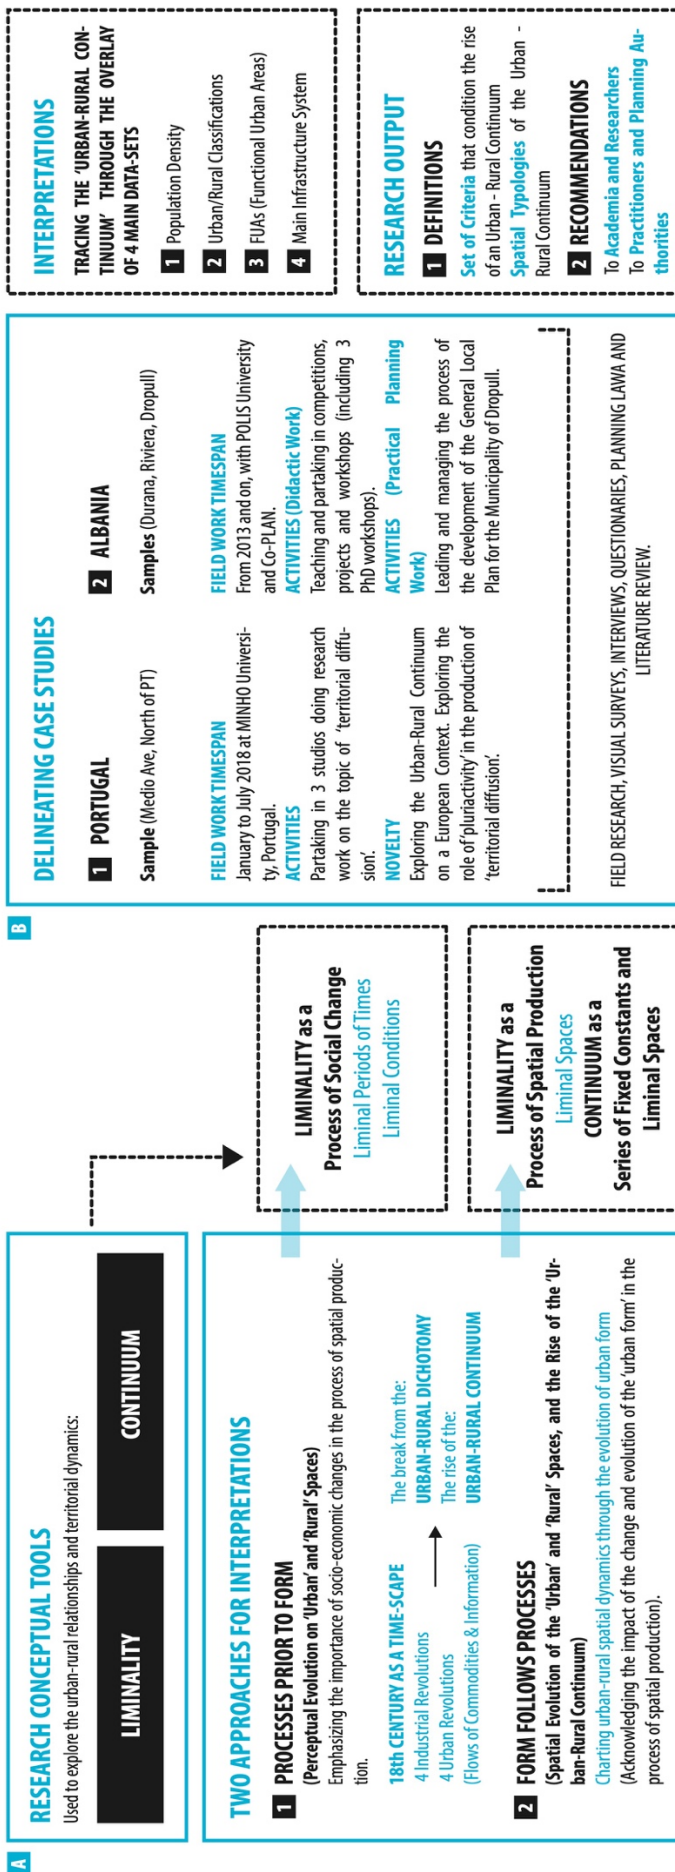 A
RESEARCH CONCEPTUAL TOOLS
Used to explore the urban-rural relationships and territorial dynamics:
LIMINALITY
CONTINUUM
TWO APPROACHES FOR INTERPRETATIONS
1 PROCESSES PRIOR TO FORM
(Perceptual Evolution on 'Urban' and 'Rural' Spaces)
Emphasizing the importance of socio-economic changes in the process of spatial produc-
tion.
18th CENTURY AS A TIME-SCAPE
4 Industrial Revolutions
4 Urban Revolutions
(Flows of Commodities & Information)
The break from the:
URBAN-RURAL DICHOTOMY
The rise of the:
URBAN-RURAL CONTINUUM
2 FORM FOLLOWS PROCESSES
(Spatial Evolution of the 'Urban' and 'Rural' Spaces, and the Rise of the 'Ur-
ban-Rural Continuum)
Charting urban-rural spatial dynamics through the evolution of urban form
(Acknowledging the impact of the change and evolution of the 'urban form' in the
process of spatial production).
LIMINALITY as a
Process of Social Change
Liminal Periods of Times
Liminal Conditions
LIMINALITY as a
Process of Spatial Production
Liminal Spaces
CONTINUUM as a
Series of Fixed Constants and
Liminal Spaces
B
DELINEATING CASE STUDIES
1 PORTUGAL
Sample (Medio Ave, North of PT)
FIELD WORK TIMESPAN
January to July 2018 at MINHO Universi-
ty, Portugal.
ACTIVITIES
Partaking in 3 studios doing research
work on the topic of 'territorial diffu-
sion'.
NOVELTY
Exploring the Urban-Rural Continuum
on a European Context. Exploring the
role of 'pluriactivity' in the production of
'territorial diffusion'.
2 ALBANIA
Samples (Durana, Riviera, Dropull)
FIELD WORK TIMESPAN
From 2013 and on, with POLIS University
and Co-PLAN.
ACTIVITIES (Didactic Work)
Teaching and partaking in competitions,
projects and workshops (including 3
PhD workshops).
ACTIVITIES (Practical Planning
Work)
Leading and managing the process of
the development of the General Local
Plan for the Municipality of Dropull.
FIELD RESEARCH, VISUAL SURVEYS, INTERVIEWS, QUESTIONARIES, PLANNING LAWA AND
LITERATURE REVIEW.
INTERPRETATIONS
TRACING THE 'URBAN-RURAL CON-
TINUUM' THROUGH THE OVERLAY
OF 4 MAIN DATA-SETS
1 Population Density
2 Urban/Rural Classifications
3 FUAs (Functional Urban Areas)
4 Main Infrastructure System
RESEARCH OUTPUT
1 DEFINITIONS
Set of Criteria that condition the rise
of an Urban - Rural Continuum
Spatial Typologies of the Urban -
Rural Continuum
2 RECOMMENDATIONS
To Academia and Researchers
To Practitioners and Planning Au-
thorities